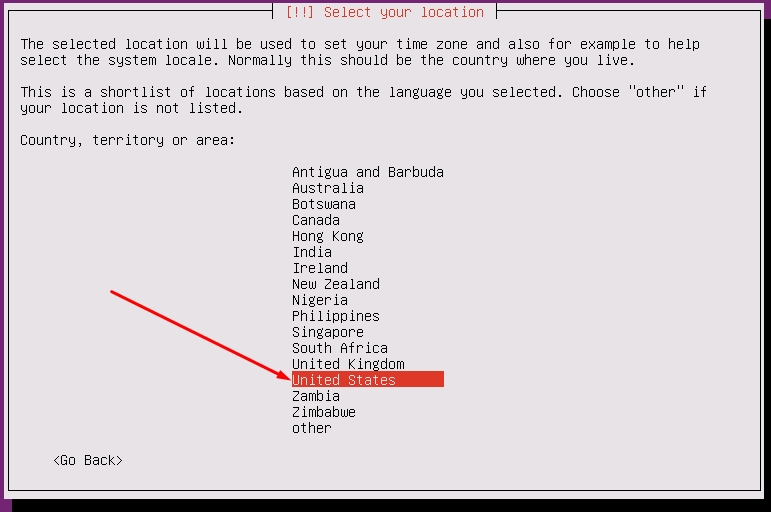 [!!] Select your location
The selected location will be used to set your time zone and also for example to help
select the system locale. Normally this should be the country where you live.
This is a shortlist of locations based on the language you selected. Choose "other" if
your location is not listed.
Country, territory or area:
Antigua and Barbuda
Australia
Botswana
Canada
Hong Kong
India
Ireland
New Zealand
Nigeria
Philippines
Singapore
South Africa
United Kingdom
United States
Zambia
Zimbabwe
other
<Go Back>